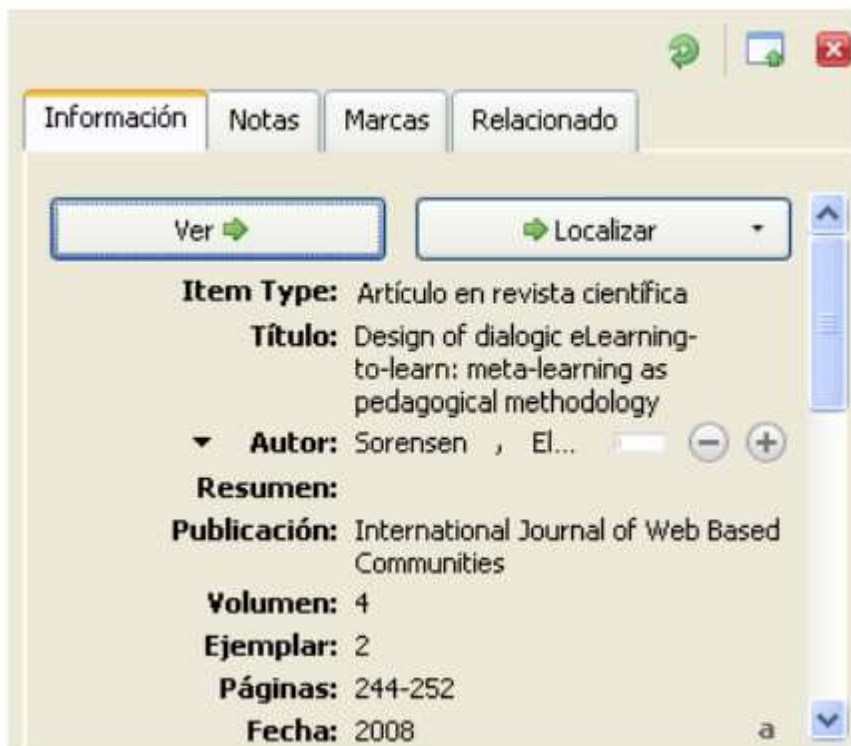 Información Notas Marcas Relacionado
Ver Localizar
Item Type: Artículo en revista científica
Título: Design of dialogic eLearning-
to-learn: meta-learning as
pedagogical methodology
Autor: Sorensen , El...
Resumen:
Publicación: International Journal of Web Based
Communities
Volumen: 4
Ejemplar: 2
Páginas: 244-252
Fecha: 2008 a